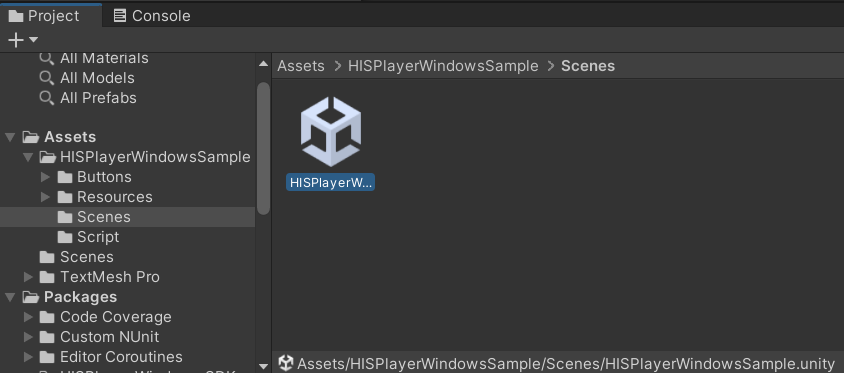 Project
Console
All Materials
All Models
All Prefabs
Assets
HISPlayerWindowsSample
Buttons
Resources
Scenes
Script
Scenes
TextMesh Pro
Packages
Code Coverage
Custom NUnit
Editor Coroutines
Assets > HISPlayerWindowsSample > Scenes
HISPlayerW...
Assets/HISPlayerWindowsSample/Scenes/HISPlayerWindowsSample.unity